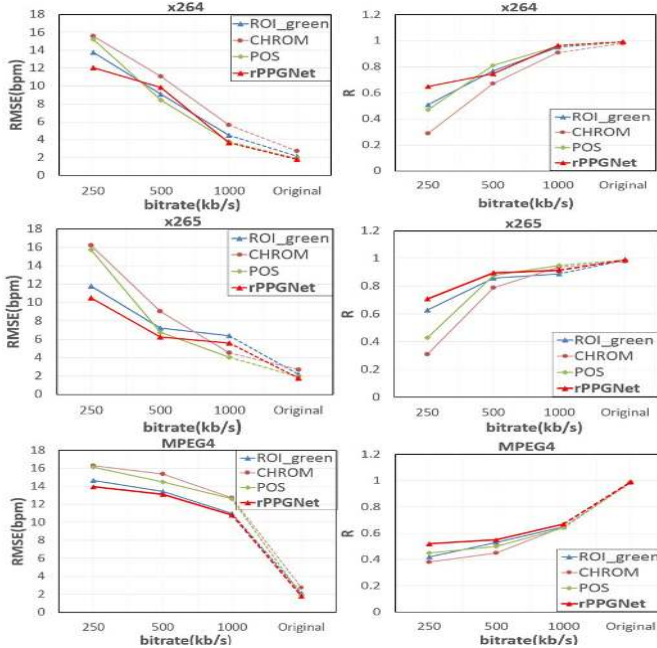 x264
18
16
14
12
10
8
6
4
2
0
RMSE(bpm)
ROI_green
CHROM
POS
rPPGNet
250 500 1000 Original
bitrate(kb/s)
x264
1.2
1
0.8
0.6
0.4
0.2
0
R
ROI_green
CHROM
POS
rPPGNet
250 500 1000 Original
bitrate(kb/s)
x265
18
16
14
12
10
8
6
4
2
0
RMSE(bpm)
ROI_green
CHROM
POS
rPPGNet
250 500 1000 Original
bitrate(kb/s)
x265
1.2
1
0.8
0.6
0.4
0.2
0
R
ROI_green
CHROM
POS
rPPGNet
250 500 1000 Original
bitrate(kb/s)
MPEG4
18
16
14
12
10
8
6
4
2
0
RMSE(bpm)
ROI_green
CHROM
POS
rPPGNet
250 500 1000 Original
bitrate(kb/s)
MPEG4
1.2
1
0.8
0.6
0.4
0.2
0
R
ROI_green
CHROM
POS
rPPGNet
250 500 1000 Original
bitrate(kb/s)